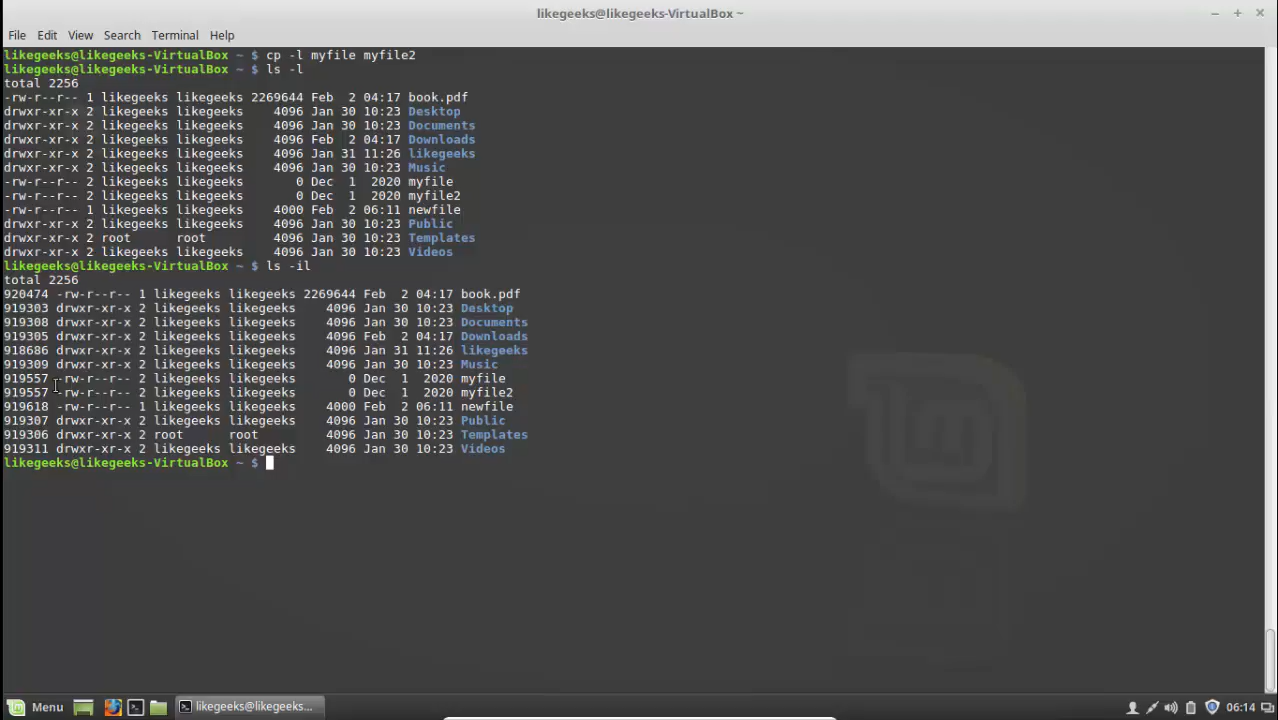 likegeeks@likegeeks-VirtualBox ~
File Edit View Search Terminal Help
likegeeks@likegeeks-VirtualBox ~ $ cp -l myfile myfile2
likegeeks@likegeeks-VirtualBox ~ $ ls -l
total 2256
-rw-r--r-- 1 likegeeks likegeeks 2269644 Feb  2 04:17 book.pdf
drwxr-xr-x 2 likegeeks likegeeks    4096 Jan 30 10:23 Desktop
drwxr-xr-x 2 likegeeks likegeeks    4096 Jan 30 10:23 Documents
drwxr-xr-x 2 likegeeks likegeeks    4096 Feb  2 04:17 Downloads
drwxr-xr-x 2 likegeeks likegeeks    4096 Jan 31 11:26 likegeeks
drwxr-xr-x 2 likegeeks likegeeks    4096 Jan 30 10:23 Music
-rw-r--r-- 2 likegeeks likegeeks       0 Dec  1  2020 myfile
-rw-r--r-- 2 likegeeks likegeeks       0 Dec  1  2020 myfile2
-rw-r--r-- 1 likegeeks likegeeks    4000 Feb  2 06:11 newfile
drwxr-xr-x 2 likegeeks likegeeks    4096 Jan 30 10:23 Public
drwxr-xr-x 2 root      root         4096 Jan 30 10:23 Templates
drwxr-xr-x 2 likegeeks likegeeks    4096 Jan 30 10:23 Videos
likegeeks@likegeeks-VirtualBox ~ $ ls -il
total 2256
920474 -rw-r--r-- 1 likegeeks likegeeks 2269644 Feb  2 04:17 book.pdf
919303 drwxr-xr-x 2 likegeeks likegeeks    4096 Jan 30 10:23 Desktop
919308 drwxr-xr-x 2 likegeeks likegeeks    4096 Jan 30 10:23 Documents
919305 drwxr-xr-x 2 likegeeks likegeeks    4096 Feb  2 04:17 Downloads
918686 drwxr-xr-x 2 likegeeks likegeeks    4096 Jan 31 11:26 likegeeks
919309 drwxr-xr-x 2 likegeeks likegeeks    4096 Jan 30 10:23 Music
919557 -rw-r--r-- 2 likegeeks likegeeks       0 Dec  1  2020 myfile
919557 -rw-r--r-- 2 likegeeks likegeeks       0 Dec  1  2020 myfile2
919618 -rw-r--r-- 1 likegeeks likegeeks    4000 Feb  2 06:11 newfile
919307 drwxr-xr-x 2 likegeeks likegeeks    4096 Jan 30 10:23 Public
919306 drwxr-xr-x 2 root      root         4096 Jan 30 10:23 Templates
919311 drwxr-xr-x 2 likegeeks likegeeks    4096 Jan 30 10:23 Videos
likegeeks@likegeeks-VirtualBox ~ $
Menu likegeeks@likegeeks... 06:14